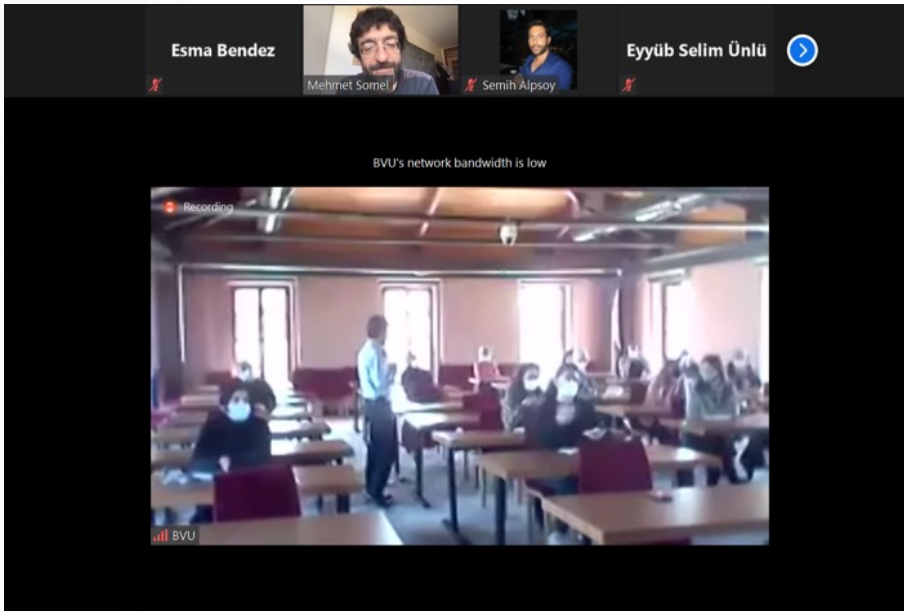 Esma Bendez
Mehmet Somel
Semih Alpsoy
Eyyüb Selim Ünlü
BVU's network bandwidth is low
Recording
BVU